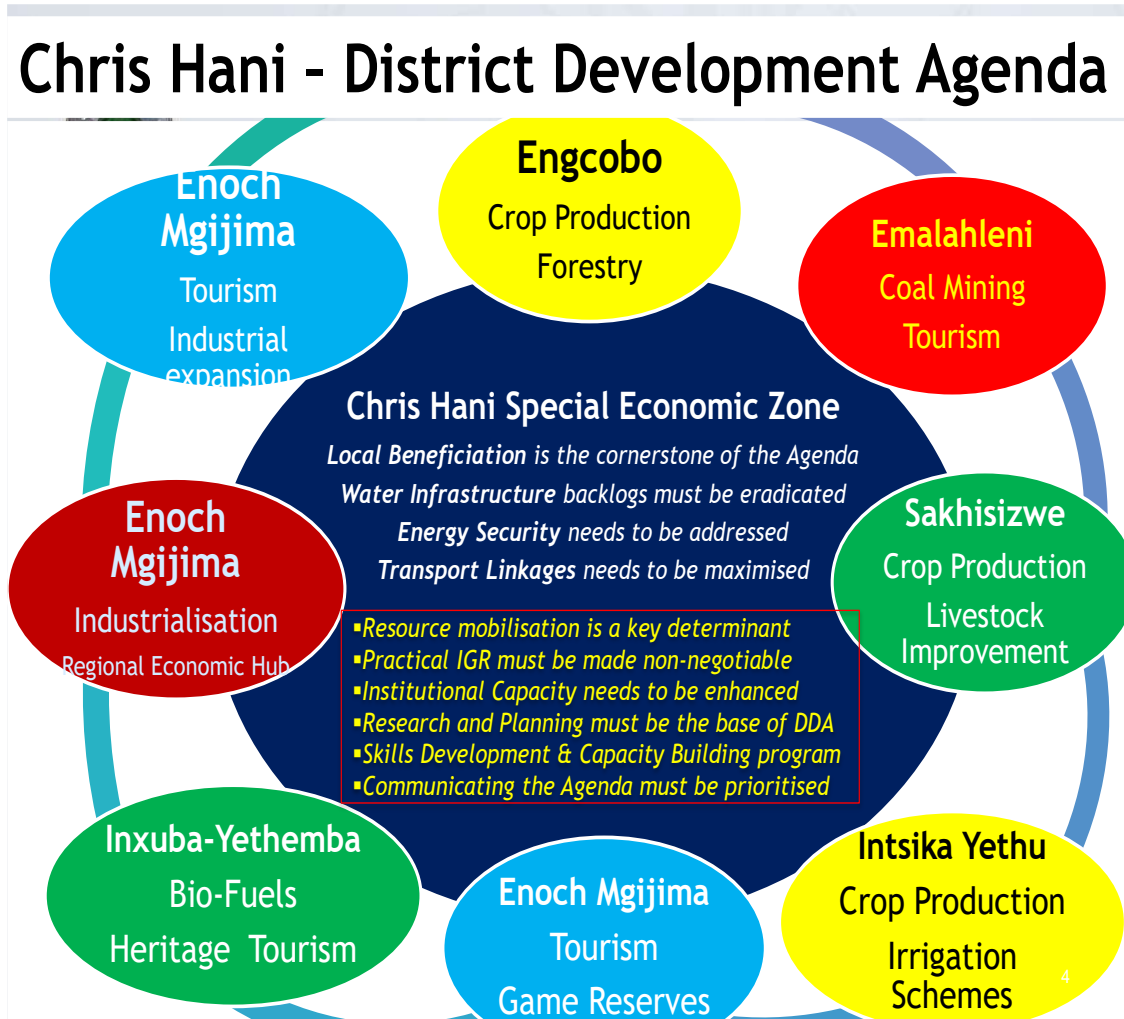 Chris Hani – District Development Agenda
Engcobo
Crop Production
Forestry
Emalahleni
Coal Mining
Tourism
Sakhisizwe
Crop Production
Livestock
Improvement
Intsika Yethu
Crop Production
Irrigation
Schemes
Enoch Mgijima
Tourism
Game Reserves
Inxuba-Yethemba
Bio-Fuels
Heritage Tourism
Enoch
Mgijima
Industrialisation
Regional Economic Hub
Enoch
Mgijima
Tourism
Industrial
expansion
Chris Hani Special Economic Zone
Local Beneficiation is the cornerstone of the Agenda
Water Infrastructure backlogs must be eradicated
Energy Security needs to be addressed
Transport Linkages needs to be maximised
▪Resource mobilisation is a key determinant
▪Practical IGR must be made non-negotiable
▪Institutional Capacity needs to be enhanced
▪Research and Planning must be the base of DDA
▪Skills Development & Capacity Building program
▪Communicating the Agenda must be prioritised
4